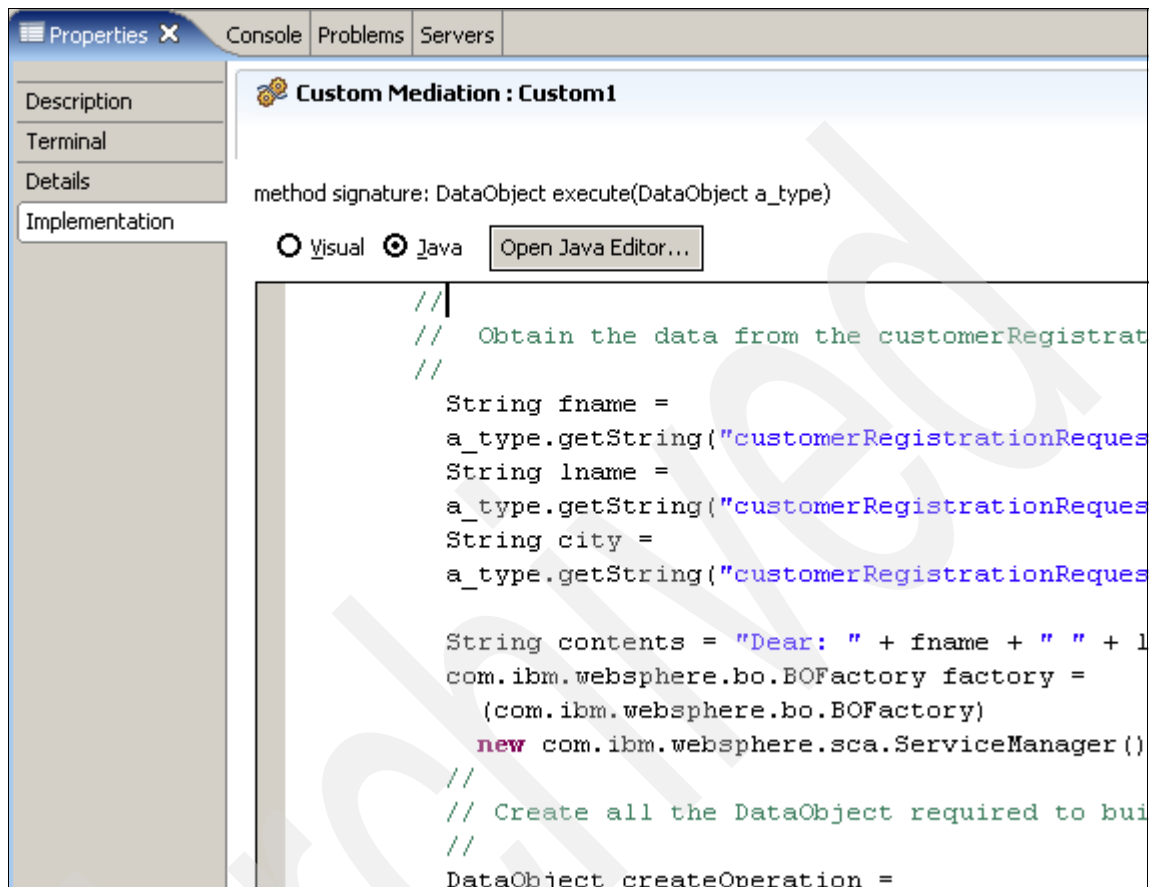 Properties Console Problems Servers
Custom Mediation : Custom1
Description
Terminal
Details
Implementation
method signature: DataObject execute(DataObject a_type)
Visual Java Open Java Editor...
//
// Obtain the data from the customerRegistrat
//
String fname =
a_type.getString("customerRegistrationReques
String lname =
a_type.getString("customerRegistrationReques
String city =
a_type.getString("customerRegistrationReques
String contents = "Dear: " + fname + " " + l
com.ibm.websphere.bo.BOFactory factory =
(com.ibm.websphere.bo.BOFactory)
new com.ibm.websphere.sca.ServiceManager()
//
// Create all the DataObject required to bui
//
DataObject createOperation =